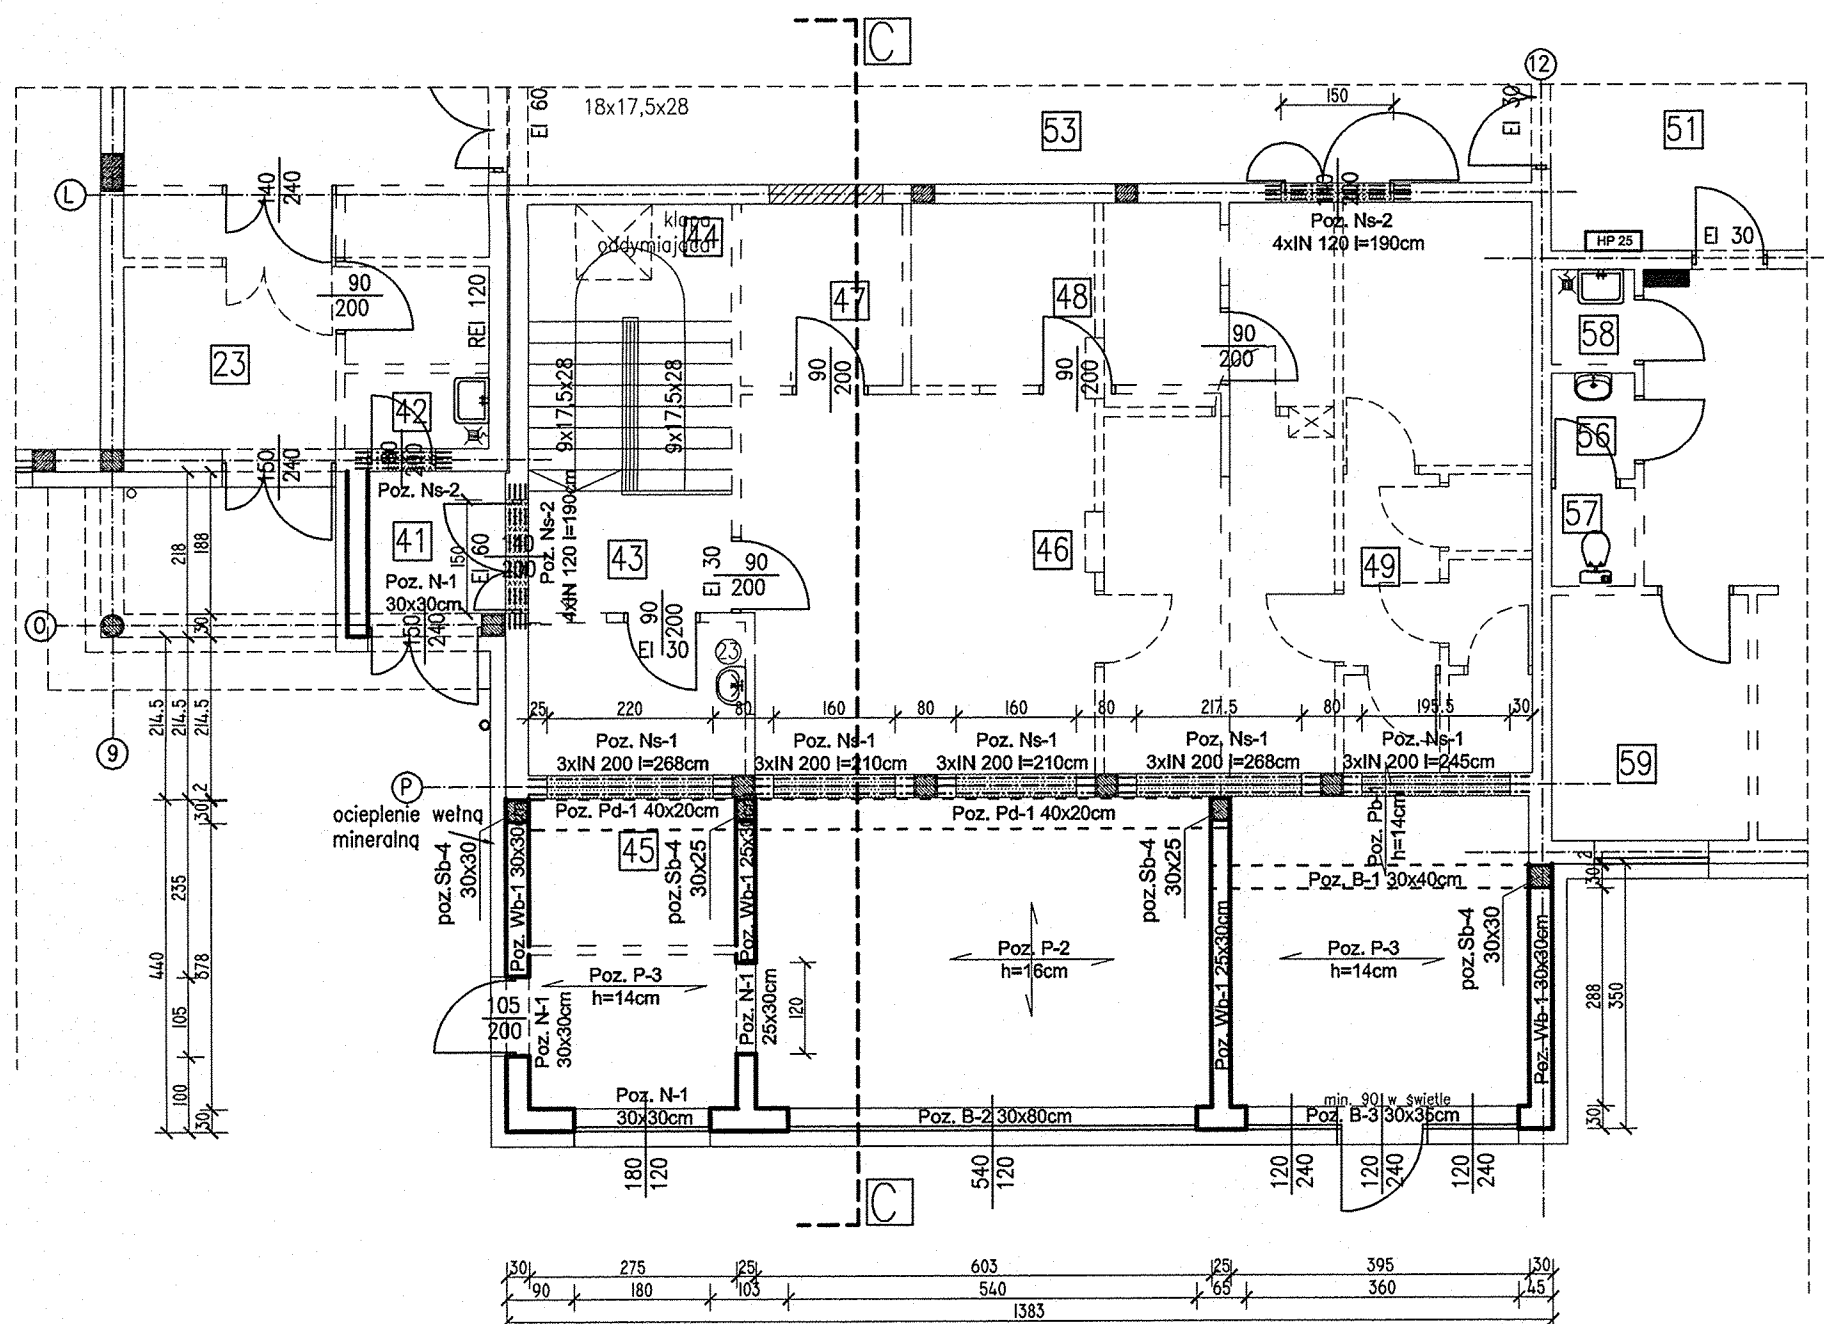 C
12
EI 60
18x17,5x28
53
150
EI 30
51
L
140
240
klapa
oddymiająca
44
200
Poz. Ns-2
4xIN 120 l=190cm
HP 25
EI 30
90
200
REI 120
47
48
58
23
90
200
90
200
90
200
9x17,5x28
9x17,5x28
42
56
150
240
200
Poz. Ns-2
57
41
150
EI 60
140
200
Poz. Ns-2
4xIN 120 l=190cm
43
EI 30
90
200
46
49
218
188
Poz. N-1
30x30cm
150
240
O
30
90
200
EI 30
23
214.5
214.5
214.5
9
25
220
80
160
80
160
80
217.5
80
195.5
30
Poz. Ns-1
3xIN 200 l=268cm
Poz. Ns-1
3xIN 200 l=210cm
Poz. Ns-1
3xIN 200 l=210cm
Poz. Ns-1
3xIN 200 l=268cm
Poz. Ns-1
3xIN 200 l=245cm
59
P
2
30
ocieplenie wełną
mineralną
Poz. Pd-1 40x20cm
Poz. Pd-1 40x20cm
Poz. Pb-1
h=14cm
45
poz.Sb-4
30x30
Poz. Wb-1 30x30
poz.Sb-4
30x25
Poz. Wb-1 25x30cm
poz.Sb-4
30x25
Poz. B-1 30x40cm
2
30
235
440
578
Poz. P-3
h=14cm
Poz. P-2
h=16cm
Poz. Wb-1 25x30cm
Poz. P-3
h=14cm
poz.Sb-4
30x30
Poz. Wb-1 30x30cm
288
350
105
105
200
Poz. N-1
30x30cm
Poz. N-1
25x30cm
120
100
30
Poz. N-1
30x30cm
Poz. B-2 30x80cm
min. 90 w świetle
Poz. B-3 30x35cm
30
180
120
540
120
120
240
120
240
120
240
C
30
275
25
603
25
395
30
90
180
103
540
65
360
45
1383